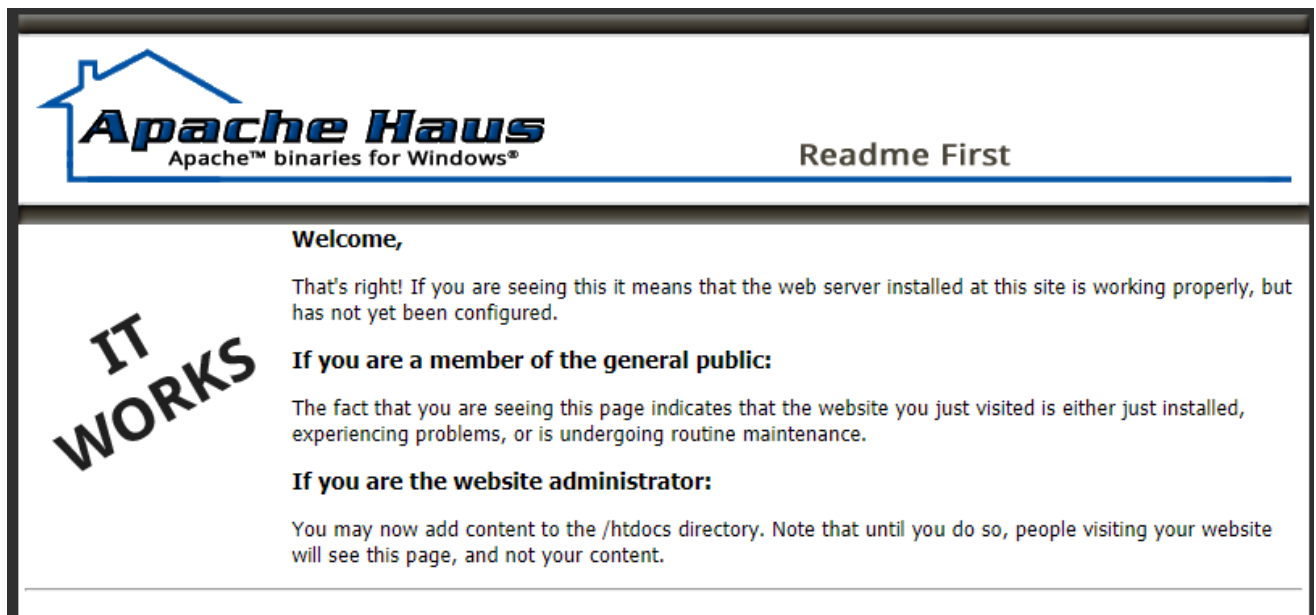 Apache Haus
Apache™ binaries for Windows®
Readme First
Welcome,
That's right! If you are seeing this it means that the web server installed at this site is working properly, but
has not yet been configured.
IT
WORKS
If you are a member of the general public:
The fact that you are seeing this page indicates that the website you just visited is either just installed,
experiencing problems, or is undergoing routine maintenance.
If you are the website administrator:
You may now add content to the /htdocs directory. Note that until you do so, people visiting your website
will see this page, and not your content.